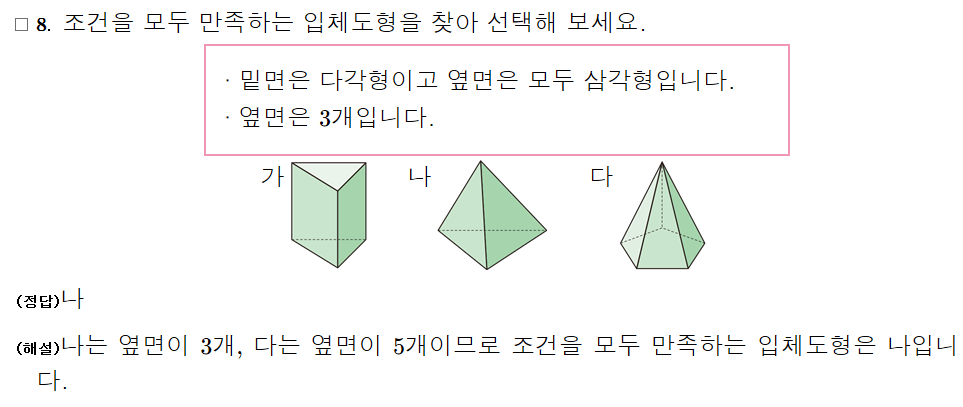 □ 8. 조건을 모두 만족하는 입체도형을 찾아 선택해 보세요.
· 밑면은 다각형이고 옆면은 모두 삼각형입니다.
· 옆면은 3개입니다.
가 나 다
(정답)나
(해설)나는 옆면이 3개, 다는 옆면이 5개이므로 조건을 모두 만족하는 입체도형은 나입니
다.